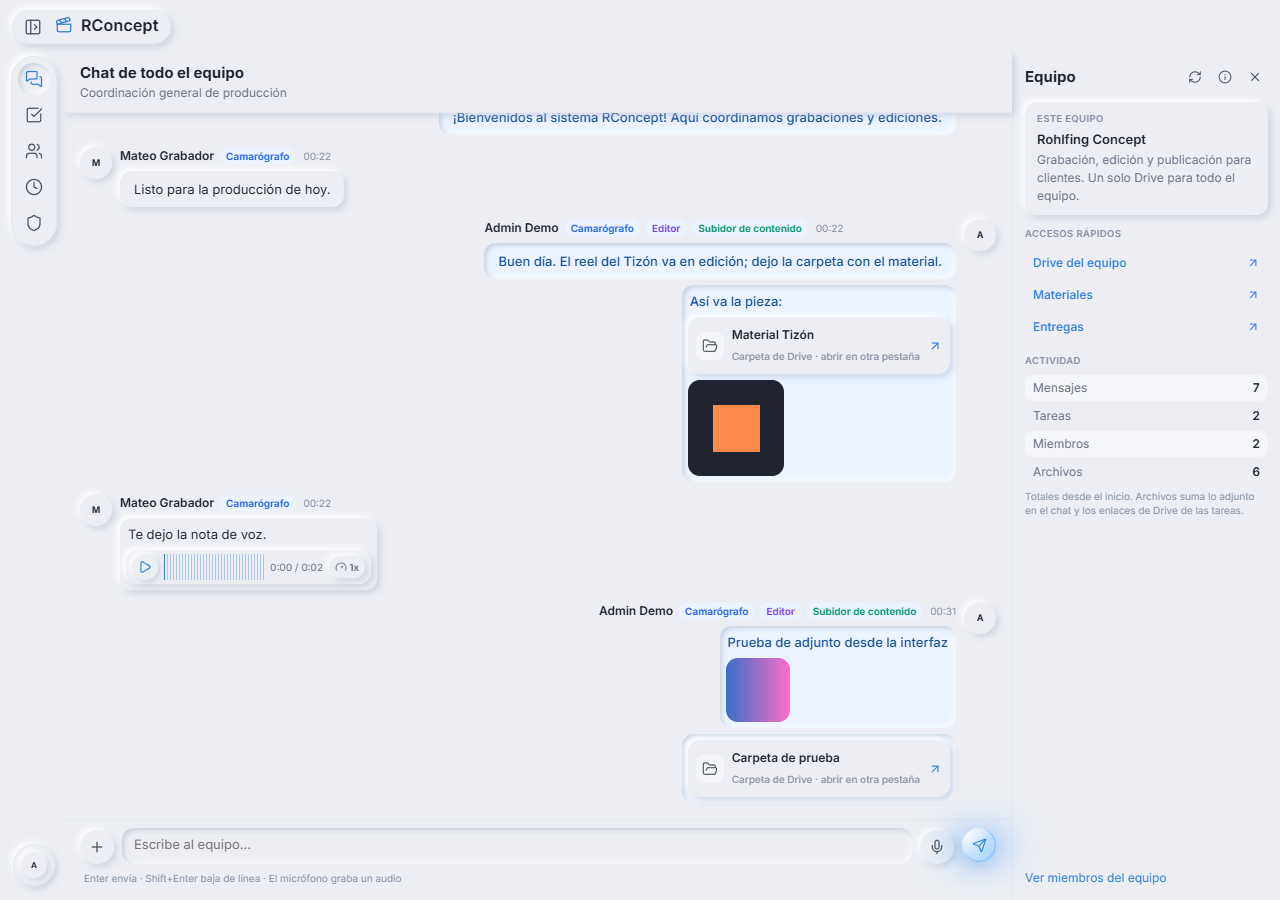 RConcept
Chat de todo el equipo
Coordinación general de producción
¡Bienvenidos al sistema RConcept! Aquí coordinamos grabaciones y ediciones.
M
Mateo Grabador Camarógrafo 00:22
Listo para la producción de hoy.
Admin Demo Camarógrafo Editor Subidor de contenido 00:22
A
Buen día. El reel del Tizón va en edición; dejo la carpeta con el material.
Así va la pieza:
Material Tizón
Carpeta de Drive · abrir en otra pestaña
M
Mateo Grabador Camarógrafo 00:22
Te dejo la nota de voz.
0:00 / 0:02 1x
Admin Demo Camarógrafo Editor Subidor de contenido 00:31
A
Prueba de adjunto desde la interfaz
Carpeta de prueba
Carpeta de Drive · abrir en otra pestaña
Escribe al equipo...
Enter envía · Shift+Enter baja de línea · El micrófono graba un audio
A
Equipo
ESTE EQUIPO
Rohlfing Concept
Grabación, edición y publicación para
clientes. Un solo Drive para todo el
equipo.
ACCESOS RÁPIDOS
Drive del equipo
Materiales
Entregas
ACTIVIDAD
Mensajes 7
Tareas 2
Miembros 2
Archivos 6
Totales desde el inicio. Archivos suma lo adjunto
en el chat y los enlaces de Drive de las tareas.
Ver miembros del equipo